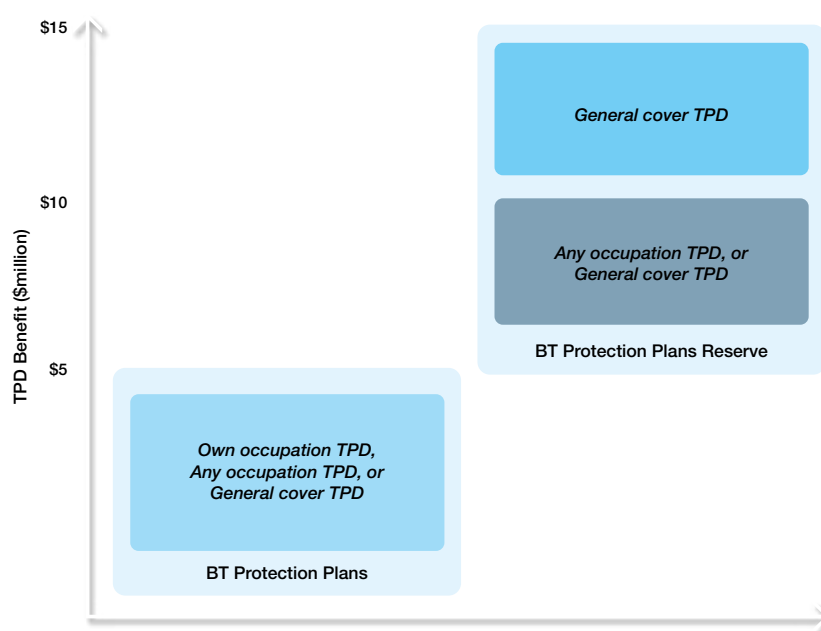 $15
General cover TPD
$10
Any occupation TPD, or
General cover TPD
BT Protection Plans Reserve
TPD Benefit ($million)
$5
Own occupation TPD,
Any occupation TPD, or
General cover TPD
BT Protection Plans